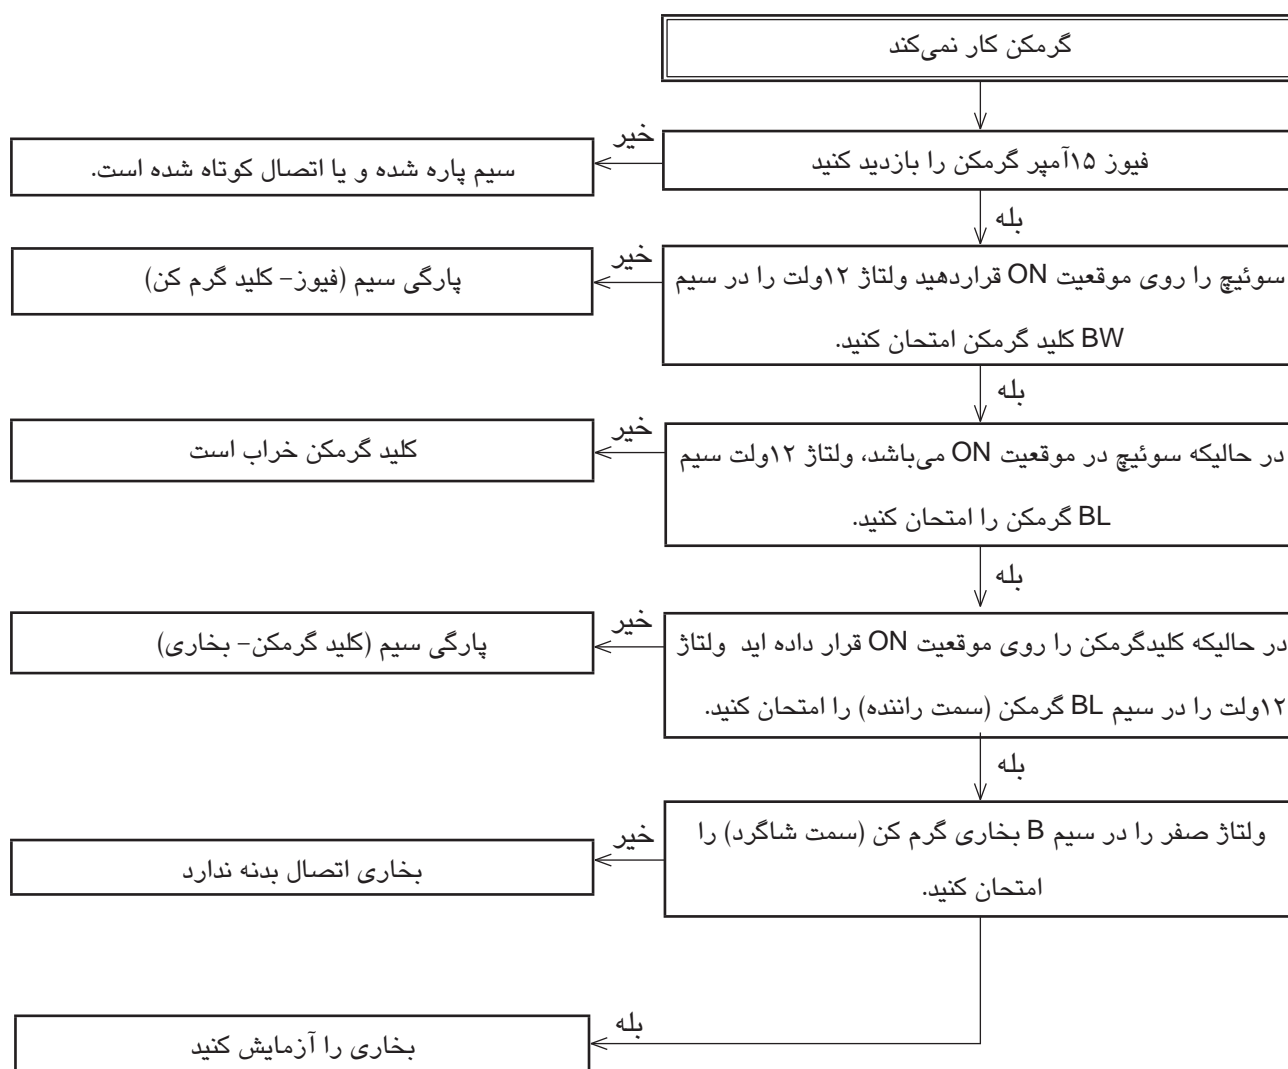 گرمکن کار نمی‌کند
فیوز ۱۵آمپر گرمکن را بازدید کنید
خیر
سیم پاره شده و یا اتصال کوتاه شده است.
بله
سوئیچ را روی موقعیت ON قراردهید ولتاژ ۱۲ولت را در سیم
BW کلید گرمکن امتحان کنید.
خیر
پارگی سیم (فیوز- کلید گرم کن)
بله
در حالیکه سوئیچ در موقعیت ON می‌باشد، ولتاژ ۱۲ولت سیم
BL گرمکن را امتحان کنید.
خیر
کلید گرمکن خراب است
بله
در حالیکه کلیدگرمکن را روی موقعیت ON قرار داده اید ولتاژ
۱۲ولت را در سیم BL گرمکن (سمت راننده) را امتحان کنید.
خیر
پارگی سیم (کلید گرمکن- بخاری)
بله
ولتاژ صفر را در سیم B بخاری گرم کن (سمت شاگرد) را
امتحان کنید.
خیر
بخاری اتصال بدنه ندارد
بله
بخاری را آزمایش کنید